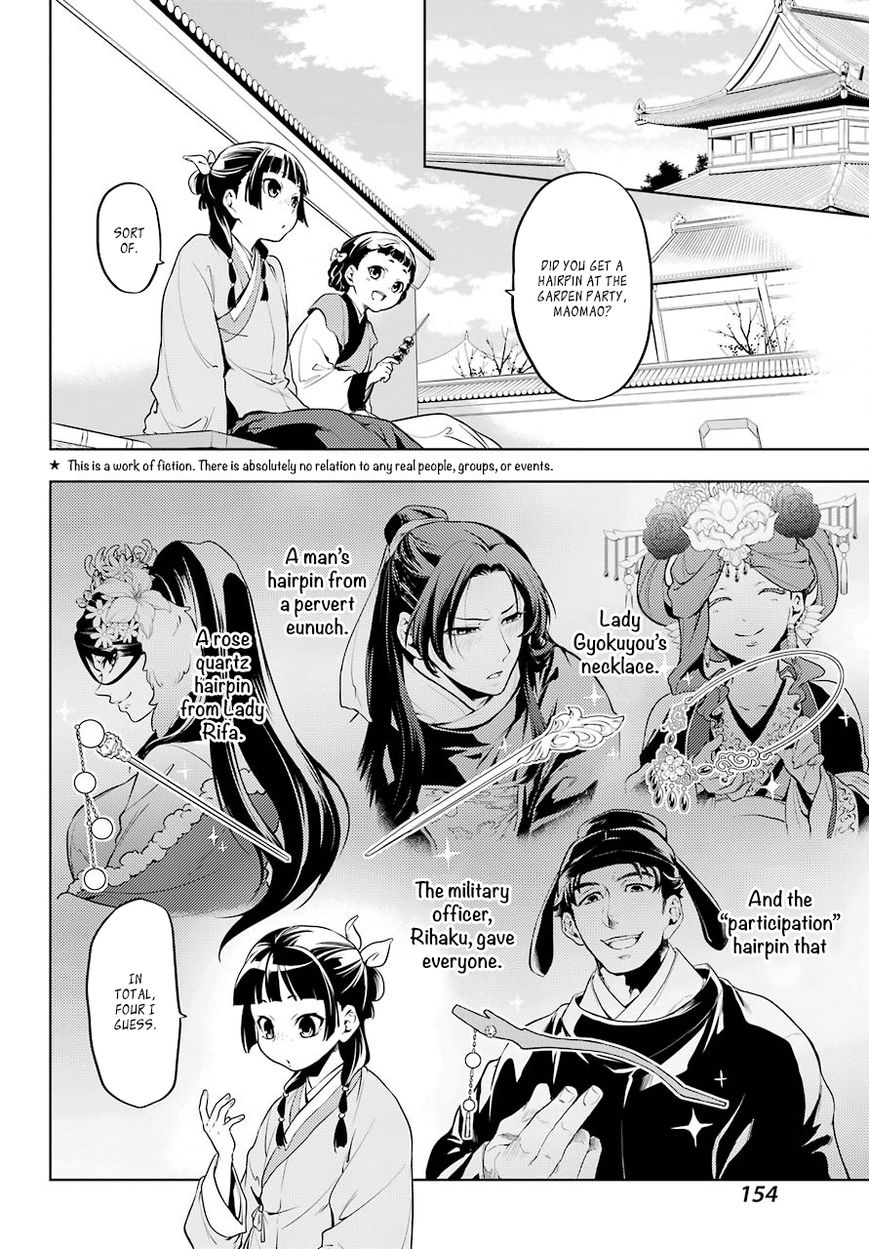 DID YOU GET A
HAIRPIN AT THE
GARDEN PARTY,
MAOMAO?
SORT
OF.
★ This is a work of fiction. There is absolutely no relation to any real people, groups, or events.
Lady
Gyokuyou's
necklace.
A man's
hairpin from
a pervert
eunuch.
A rose
quartz
hairpin
from Lady
Rifa.
And the
"participation"
hairpin that
The military
officer,
Rihaku, gave
everyone.
IN
TOTAL,
FOUR I
GUESS.
154